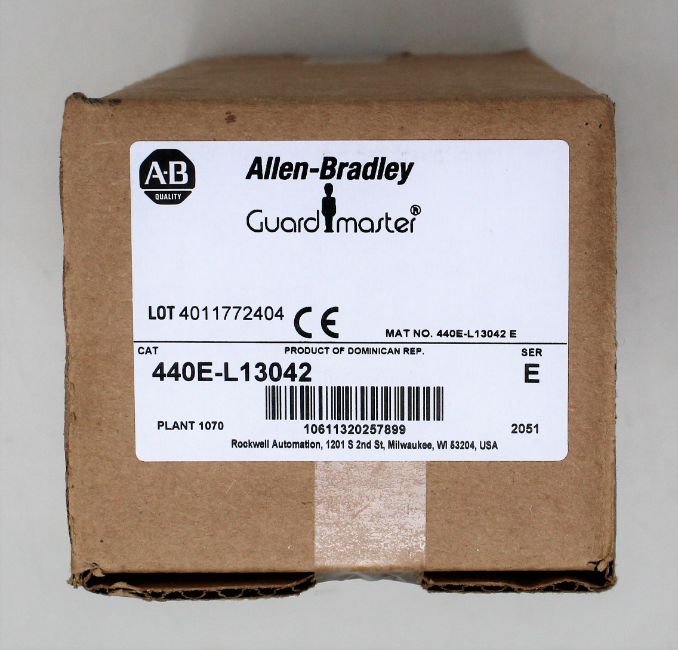 A·B
QUALITY
Allen-Bradley
Guardmaster®
LOT 4011772404
CE
MAT NO. 440E-L13042 E
CAT
PRODUCT OF DOMINICAN REP.
SER
440E-L13042
E
PLANT 1070
10611320257899
2051
Rockwell Automation, 1201 S 2nd St, Milwaukee, WI 53204, USA